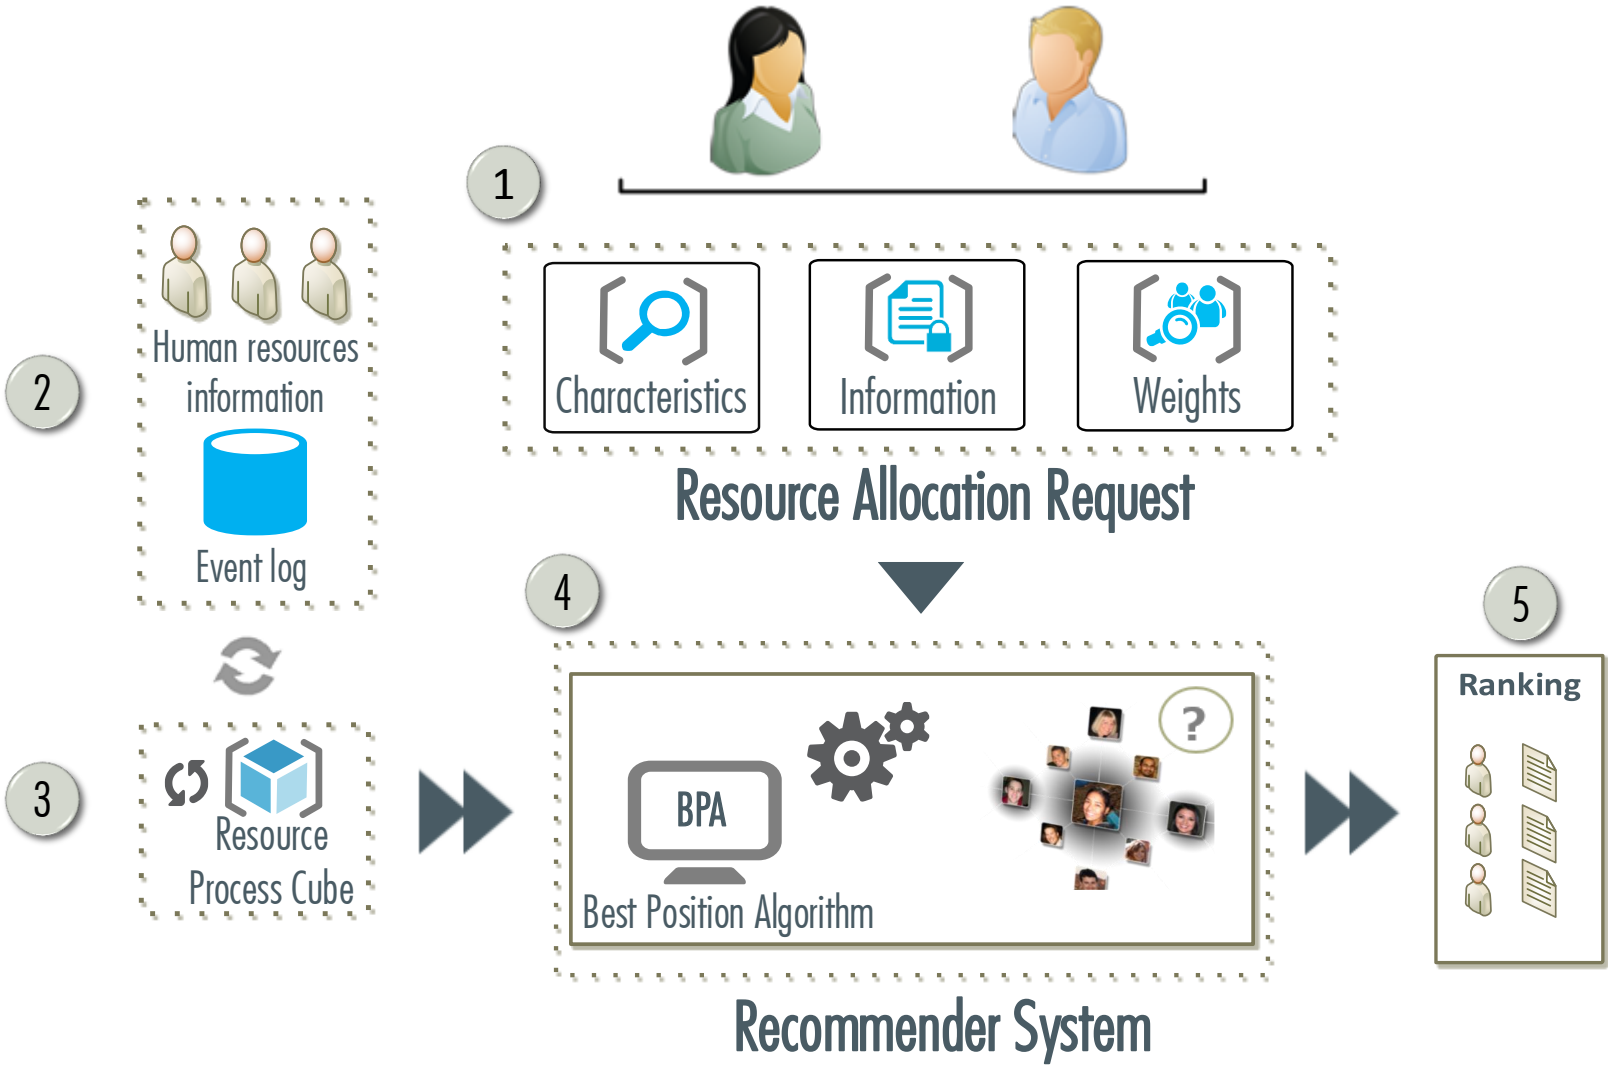 1
Characteristics
Information
Weights
Resource Allocation Request
2
Human resources
information
Event log
3
Resource
Process Cube
4
BPA
Best Position Algorithm
?
Recommender System
5
Ranking